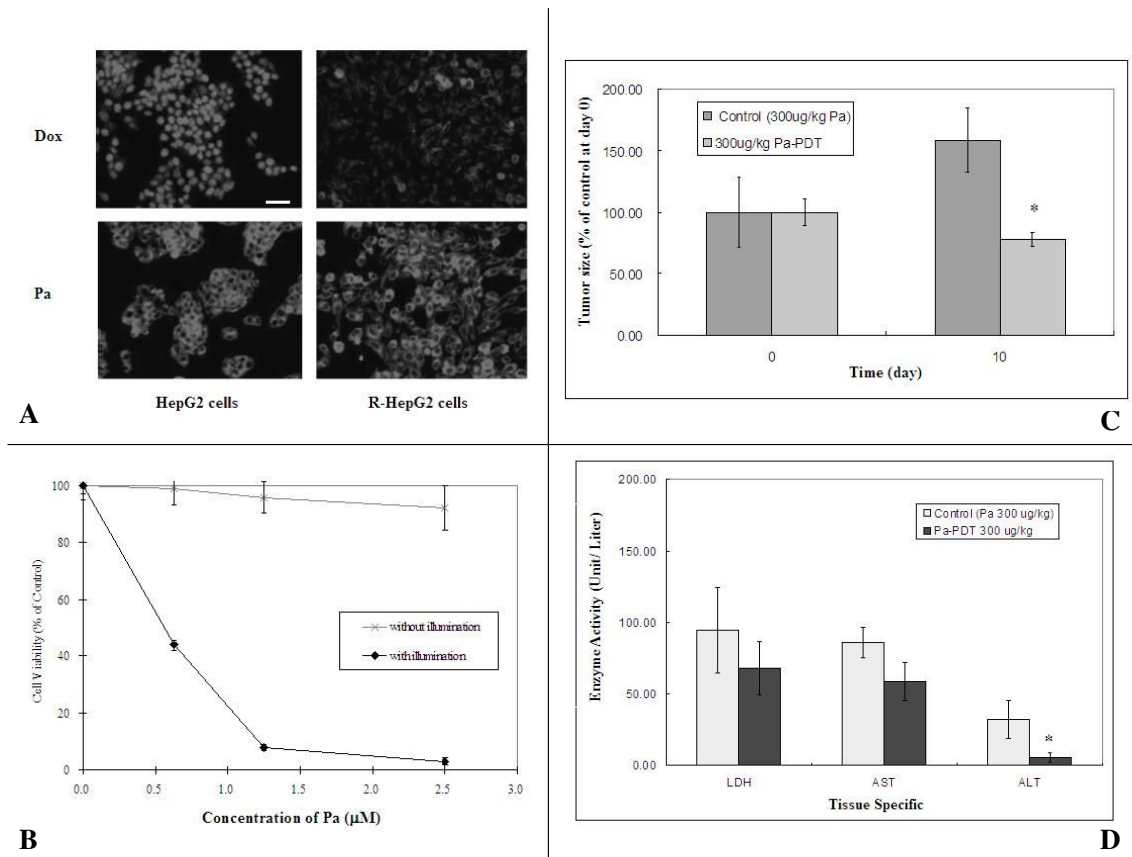 Dox
Pa
HepG2 cells
R-HepG2 cells
A
200.00
150.00
100.00
50.00
0.00
Tumor size (% of control at day 0)
Control (300ug/kg Pa)
300ug/kg Pa-PDT
*
0
10
Time (day)
C
100
80
60
40
20
0
Cell Viability (% of Control)
without illumination
with illumination
0.0
0.5
1.0
1.5
2.0
2.5
3.0
Concentration of Pa (µM)
B
200.00
150.00
100.00
50.00
0.00
Enzyme Activity (Unit/ Liter)
Control (Pa 300 ug/kg)
Pa-PDT 300 ug/kg
*
LDH
AST
ALT
Tissue Specific
D